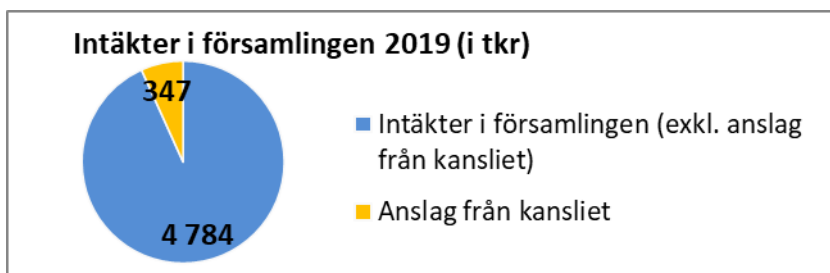 Intäkter i församlingen 2019 (i tkr)
347
4 784
Intäkter i församlingen (exkl. anslag
från kansliet)
Anslag från kansliet